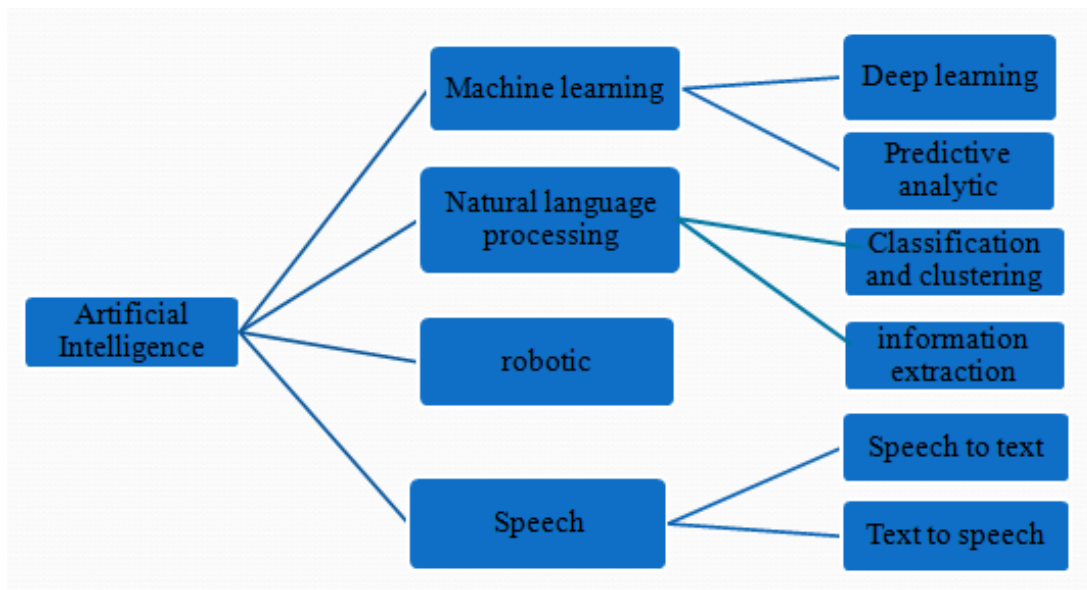 Machine learning
Deep learning
Predictive
analytic
Natural language
processing
Classification
and clustering
Artificial
Intelligence
information
extraction
robotic
Speech to text
Speech
Text to speech